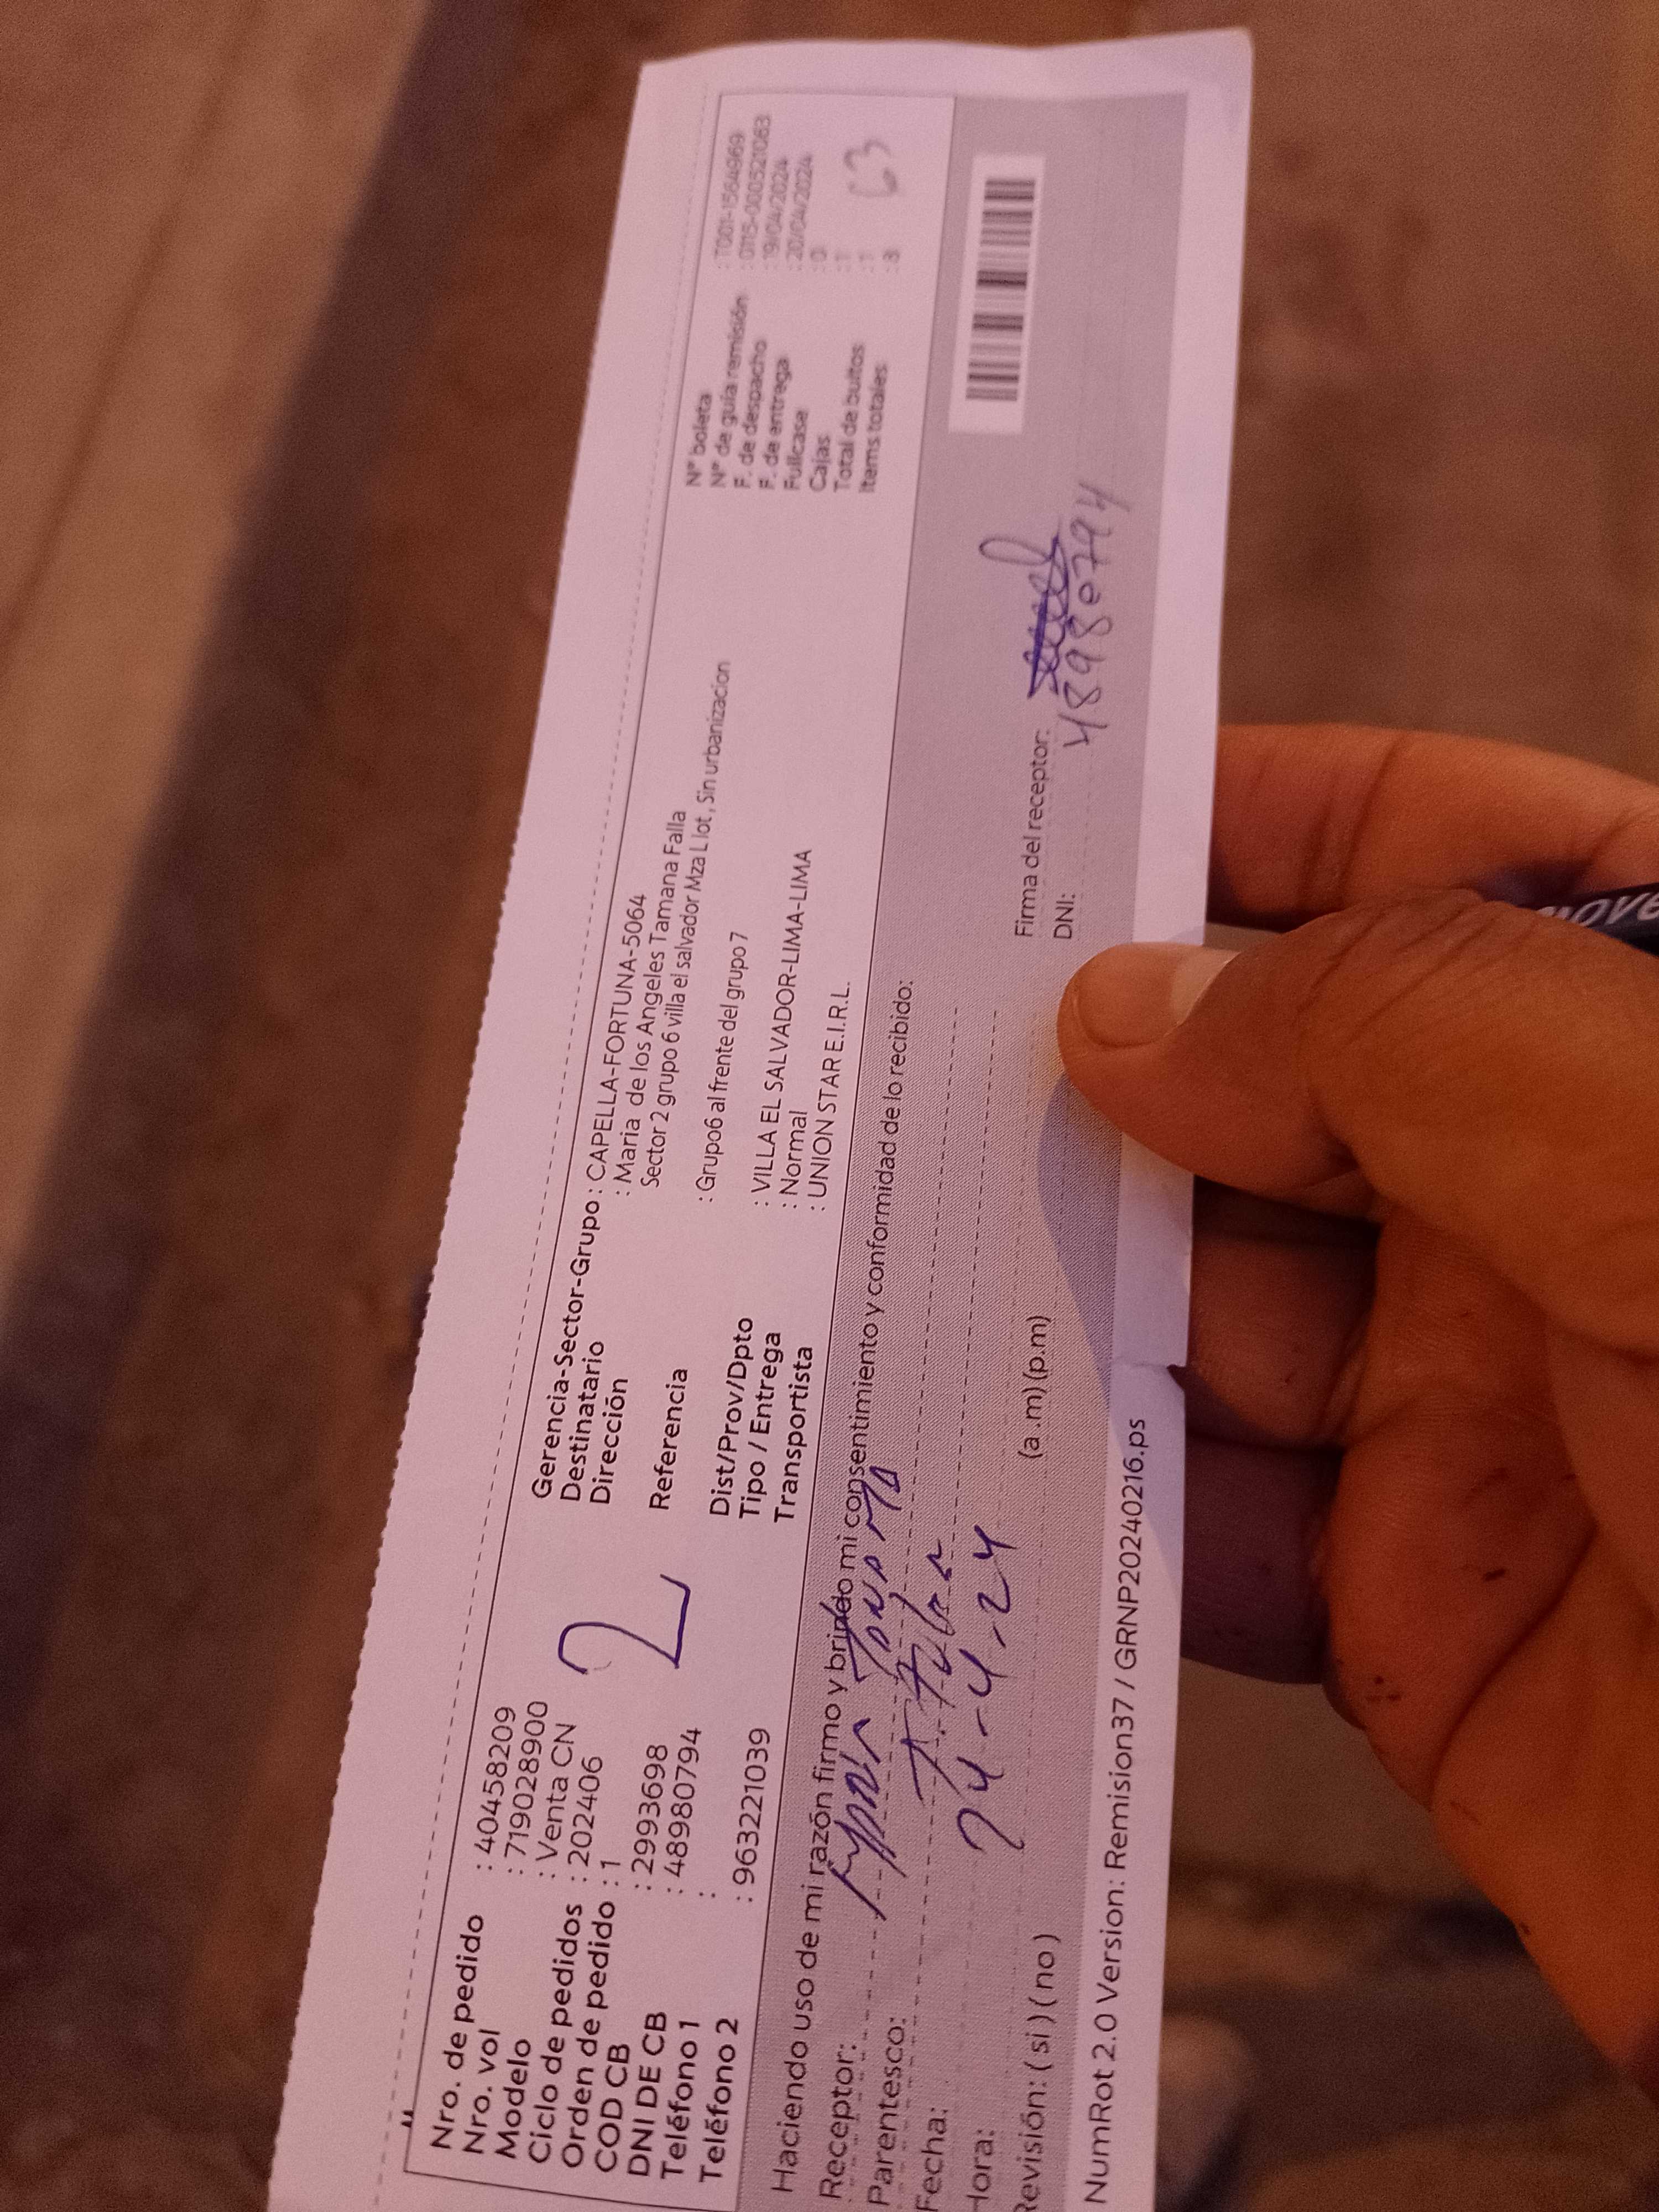 Nro. de pedido : 40458209
Nro. vol : 719028900
Modelo : Venta CN
Ciclo de pedidos : 202406
Orden de pedido : 1
COD CB : 2993698
DNI DE CB : 48980794
Teléfono 1 :
Teléfono 2 : 963221039
2
Gerencia-Sector-Grupo : CAPELLA-FORTUNA-5064
Destinatario : Maria de los Angeles Tamana Falla
Dirección Sector 2 grupo 6 villa el salvador Mza L lot , Sin urbanizacion
Referencia : Grupo6 al frente del grupo 7
Dist/Prov/Dpto : VILLA EL SALVADOR-LIMA-LIMA
Tipo / Entrega : Normal
Transportista : UNION STAR E.I.R.L.
N° boleta : T001-1564969
N° de guía remisión : 0115-000521063
F. de despacho : 19/04/2024
F. de entrega : 20/04/2024
Fullcase : 0
Cajas : 1
Total de bultos : 1
Items totales : 8
63
Haciendo uso de mi razón firmo y brindo mi consentimiento y conformidad de lo recibido:
Receptor:
Parentesco:
Fecha: 24-4-24
Hora: (a .m) (p.m)
Revisión: ( si ) ( no )
Firma del receptor:
DNI: 48980794
NumRot 2.0 Version: Remision37 / GRNP20240216.ps
move